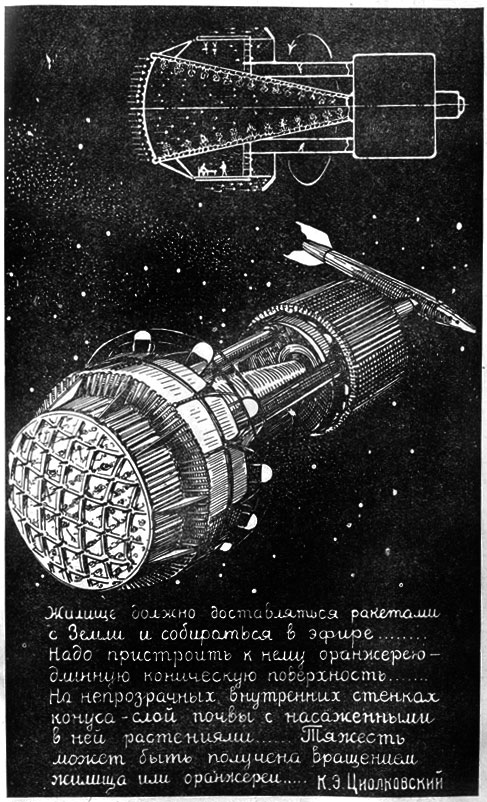 Жилище должно доставляться ракетами
с Земли и собираться в эфире........
Надо пристроить к нему оранжерею—
длинную коническую поверхность......
На непрозрачных внутренних стенках
конуса-слой почвы с насаженными
в ней растениями...... Тяжесть
может быть получена вращением
жилища или оранжереи..... К.Э.Циолковский